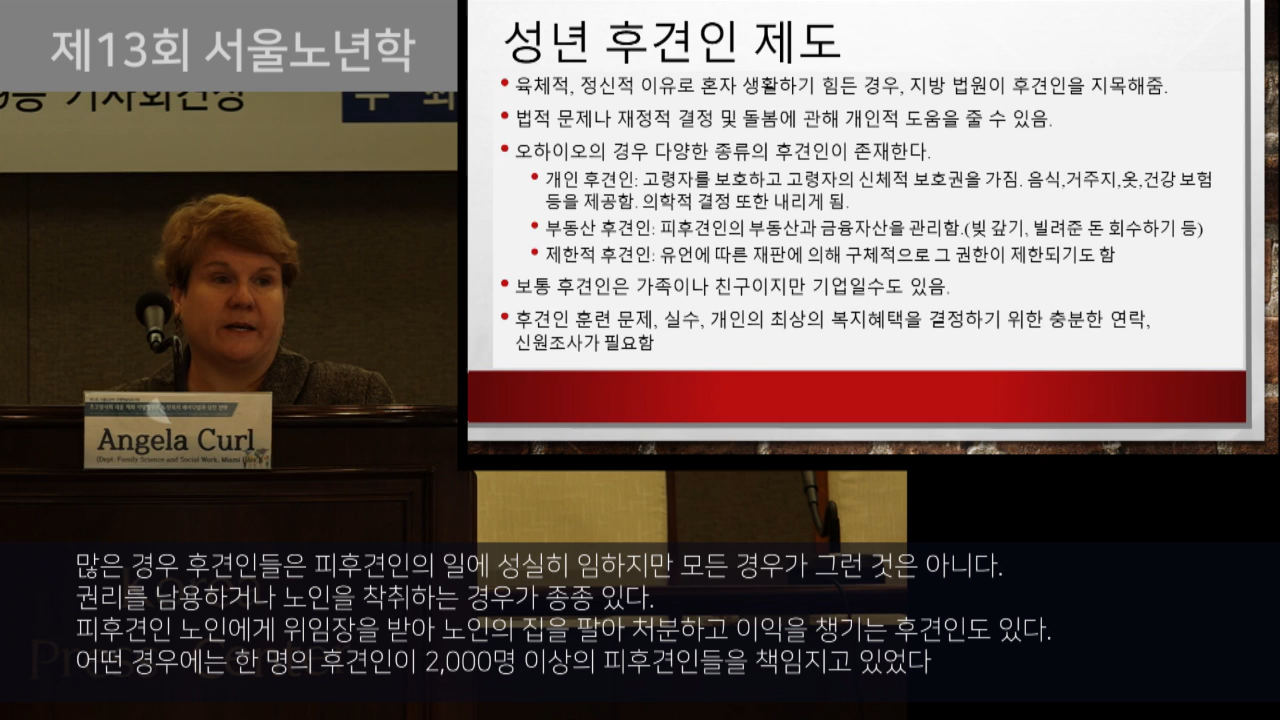 제13회 서울노년학
기자회견장
성년 후견인 제도
• 육체적, 정신적 이유로 혼자 생활하기 힘든 경우, 지방 법원이 후견인을 지목해줌.
• 법적 문제나 재정적 결정 및 돌봄에 관해 개인적 도움을 줄 수 있음.
• 오하이오의 경우 다양한 종류의 후견인이 존재한다.
• 개인 후견인: 고령자를 보호하고 고령자의 신체적 보호권을 가짐. 음식,거주지,옷,건강 보험
등을 제공함. 의학적 결정 또한 내리게 됨.
• 부동산 후견인: 피후견인의 부동산과 금융자산을 관리함.(빚 갚기, 빌려준 돈 회수하기 등)
• 제한적 후견인: 유언에 따른 재판에 의해 구체적으로 그 권한이 제한되기도 함
• 보통 후견인은 가족이나 친구이지만 기업일수도 있음.
• 후견인 훈련 문제, 실수, 개인의 최상의 복지혜택을 결정하기 위한 충분한 연락,
신원조사가 필요함
Angela Curl
(Dept. Family Science and Social Work, Miami
많은 경우 후견인들은 피후견인의 일에 성실히 임하지만 모든 경우가 그런 것은 아니다.
권리를 남용하거나 노인을 착취하는 경우가 종종 있다.
피후견인 노인에게 위임장을 받아 노인의 집을 팔아 처분하고 이익을 챙기는 후견인도 있다.
어떤 경우에는 한 명의 후견인이 2,000명 이상의 피후견인들을 책임지고 있었다